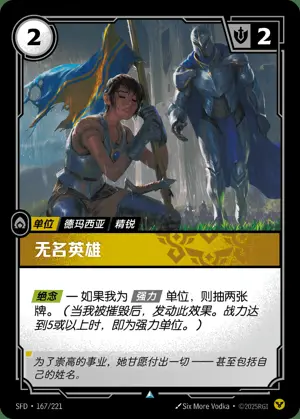 2
2
单位 德玛西亚 精锐
无名英雄
绝念 — 如果我为 强力 单位，则抽两张
牌。（当我被摧毁后，发动此效果。战力达
到5或以上时，即为强力单位。）
为了崇高的事业，她甘愿付出一切 —— 甚至包括自
己的姓名。
SFD • 167/221
Six More Vodka • ©2025RGI